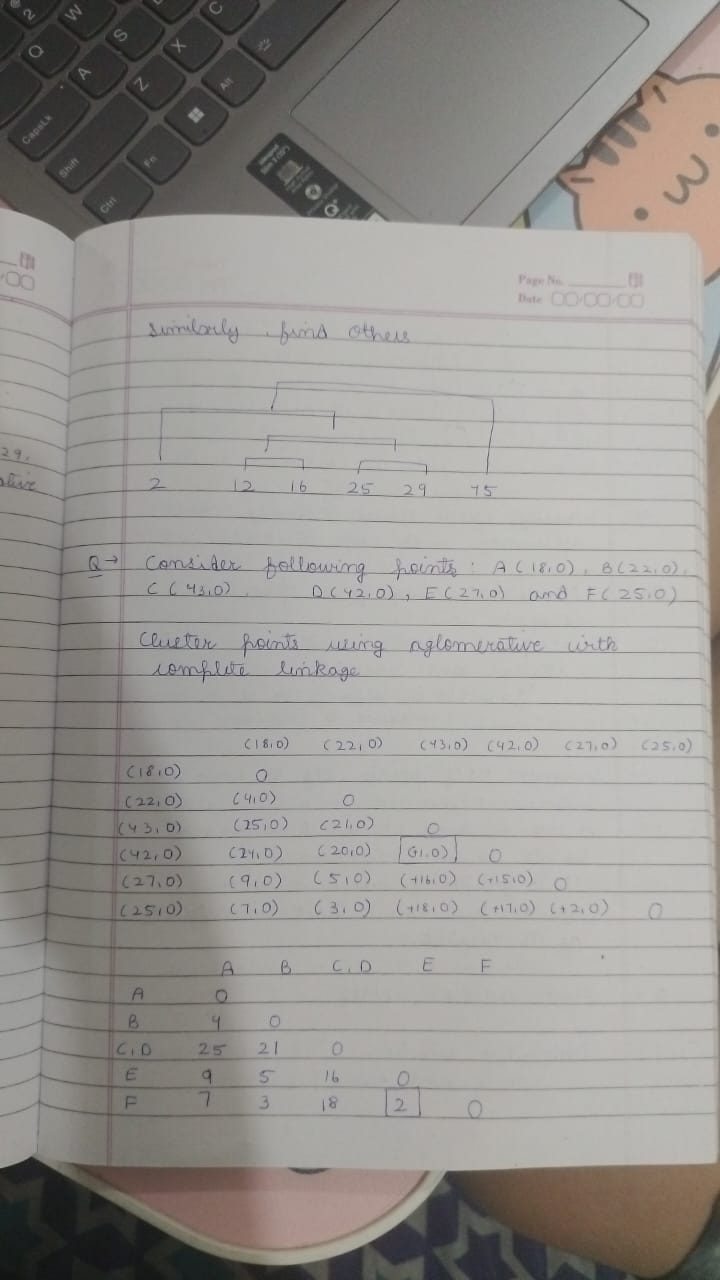 2
W
C
Q
S
X
A
Z
CapsLk
Alt
Shift
Fn
Ctrl
Page No.
Date
similarly, find others
29.
2 12 16 25 29 45
Q→ Consider following points: A(18,0), B(22,0),
C(43,0), D(42,0), E(27,0) and F(25,0)
Cluster points using aglomerative with
complete linkage
(18,0) (22,0) (43,0) (42,0) (27,0) (25,0)
(18,0) 0
(22,0) (4,0) 0
(43,0) (25,0) (21,0) 0
(42,0) (24,0) (20,0) (1,0) 0
(27,0) (9,0) (5,0) (+16,0) (+15,0) 0
(25,0) (7,0) (3,0) (+18,0) (+17,0) (+2,0) 0
A B C,D E F
A 0
B 4 0
C,D 25 21 0
E 9 5 16 0
F 7 3 18 2 0